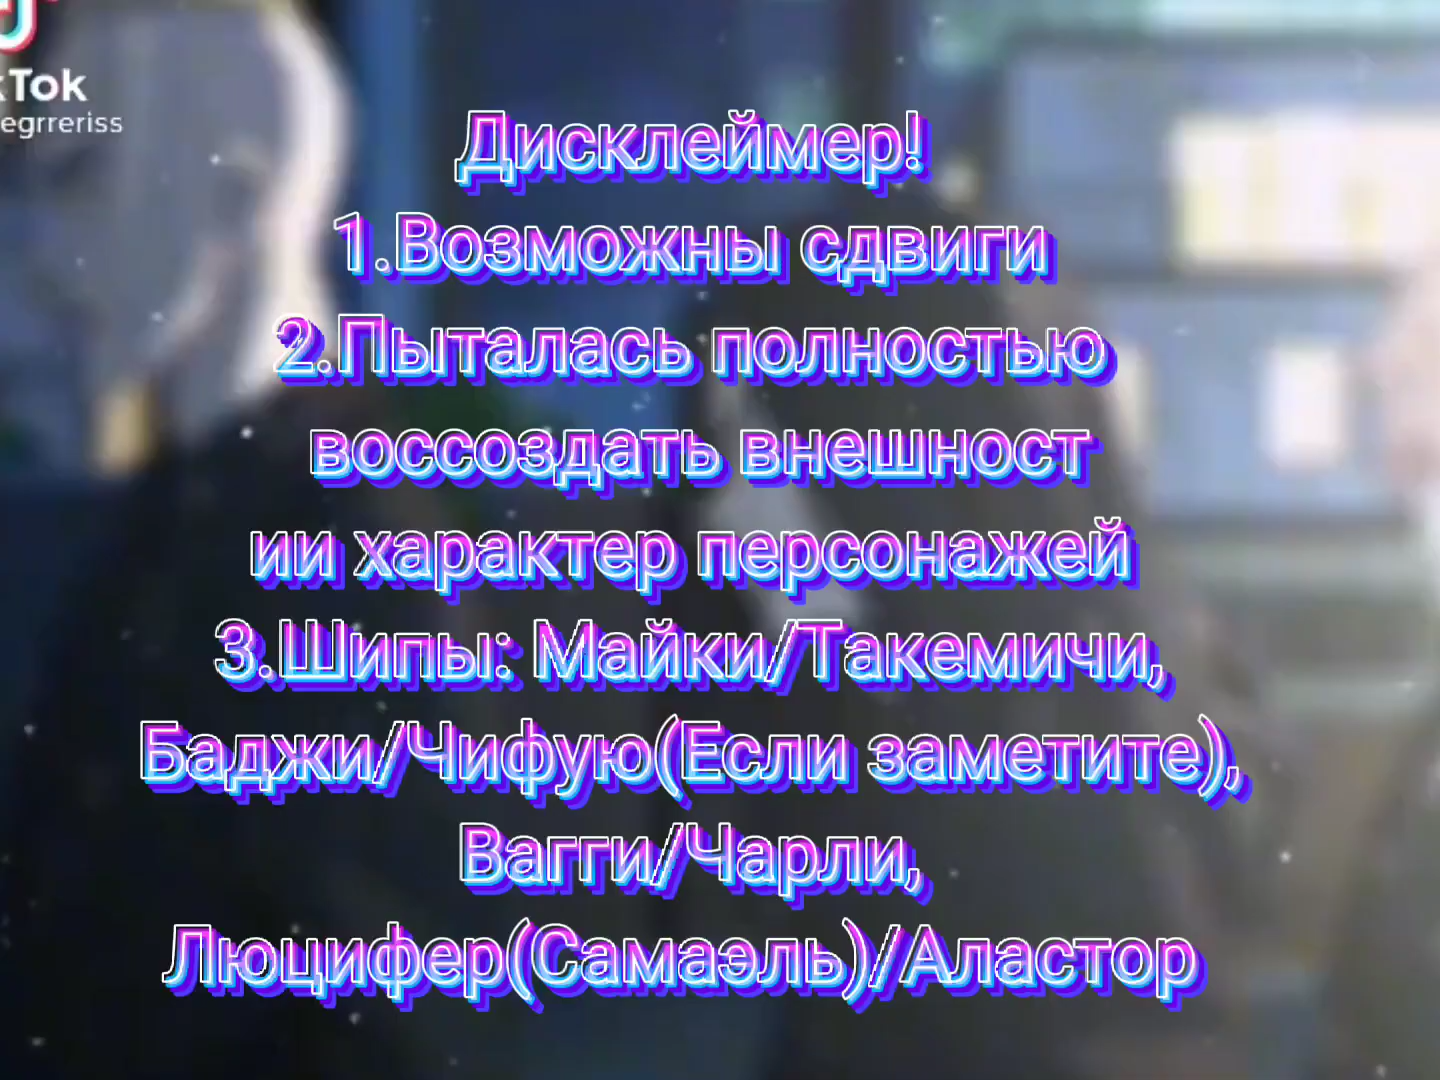 kTok
egrreriss
Дисклеймер!
1.Возможны сдвиги
2.Пыталась полностью
воссоздать внешност
ии характер персонажей
3.Шипы: Майки/Такемичи,
Баджи/Чифую(Если заметите),
Вагги/Чарли,
Люцифер(Самаэль)/Аластор